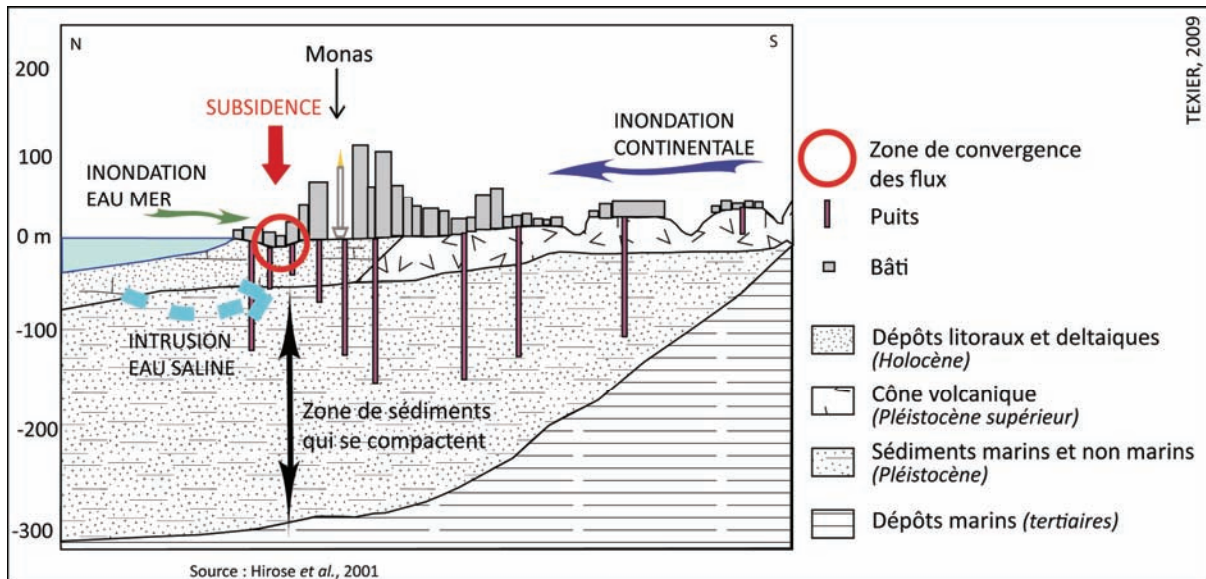 N
S
TEXIER, 2009
200
100
0 m
-100
-200
-300
Monas
SUBSIDENCE
INONDATION
EAU MER
INONDATION
CONTINENTALE
INTRUSION
EAU SALINE
Zone de sédiments
qui se compactent
Zone de convergence
des flux
Puits
Bâti
Dépôts litoraux et deltaiques
(Holocène)
Cône volcanique
(Pléistocène supérieur)
Sédiments marins et non marins
(Pléistocène)
Dépôts marins (tertiaires)
Source : Hirose et al., 2001